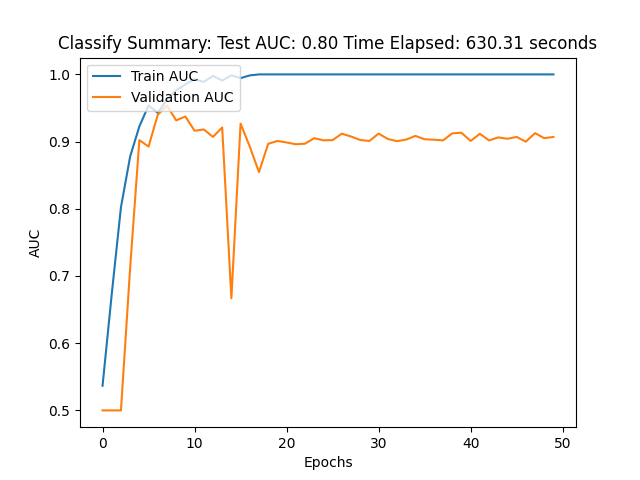 Classify Summary: Test AUC: 0.80 Time Elapsed: 630.31 seconds
Train AUC
Validation AUC
1.0
0.9
0.8
0.7
0.6
0.5
AUC
0 10 20 30 40 50
Epochs